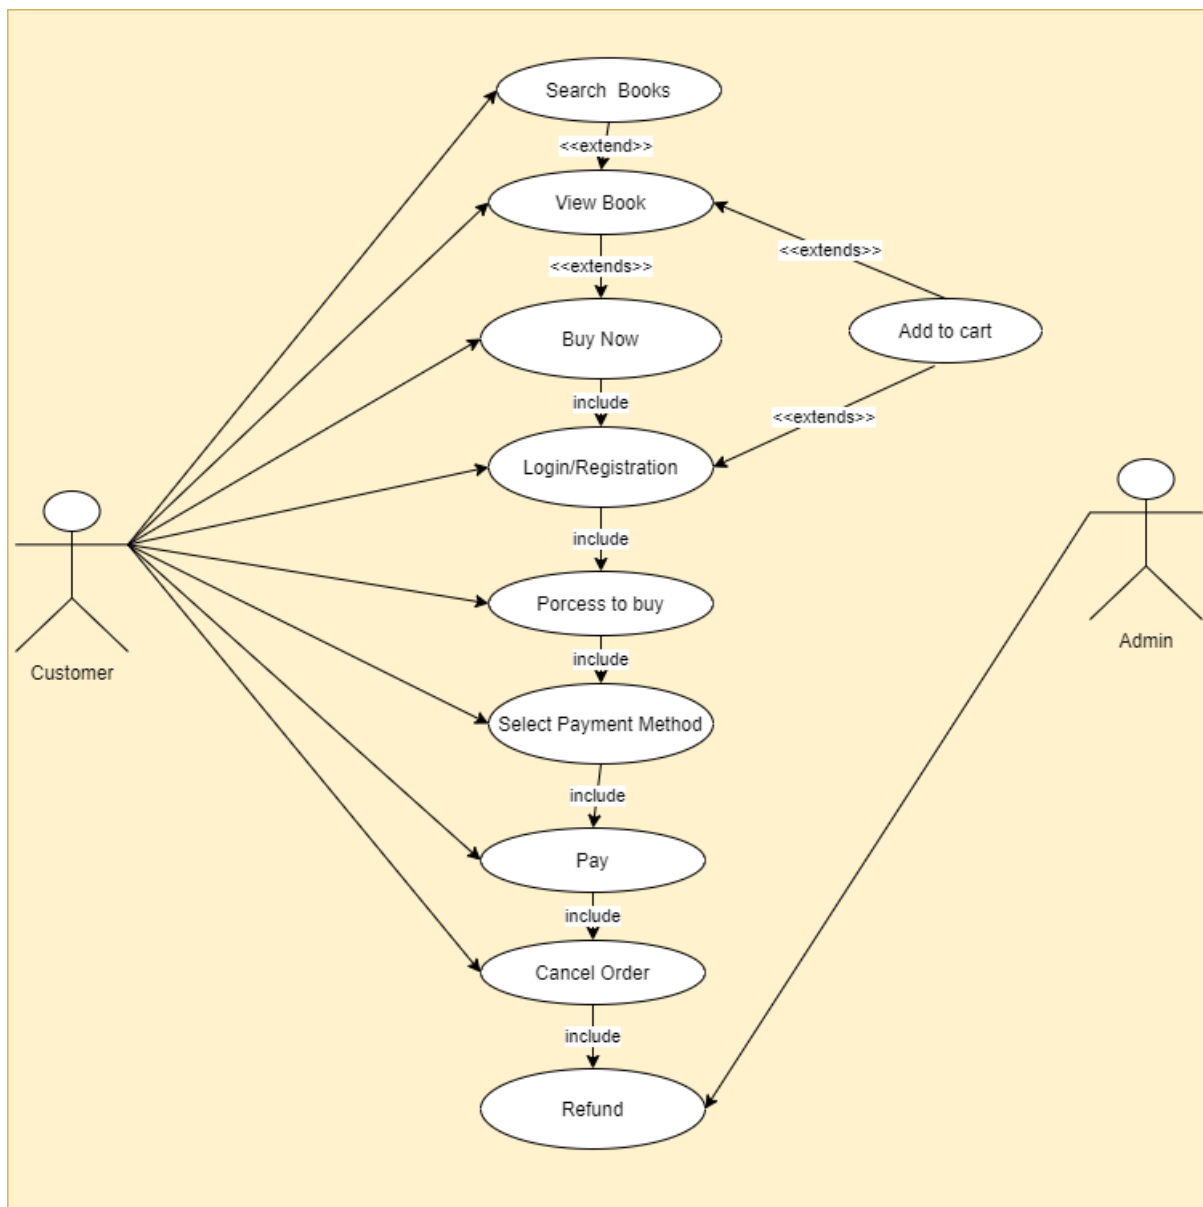 Search  Books
<<extend>>
View Book
<<extends>>
<<extends>>
Buy Now
Add to cart
include
<<extends>>
Login/Registration
include
Porcess to buy
Customer
Admin
include
Select Payment Method
include
Pay
include
Cancel Order
include
Refund